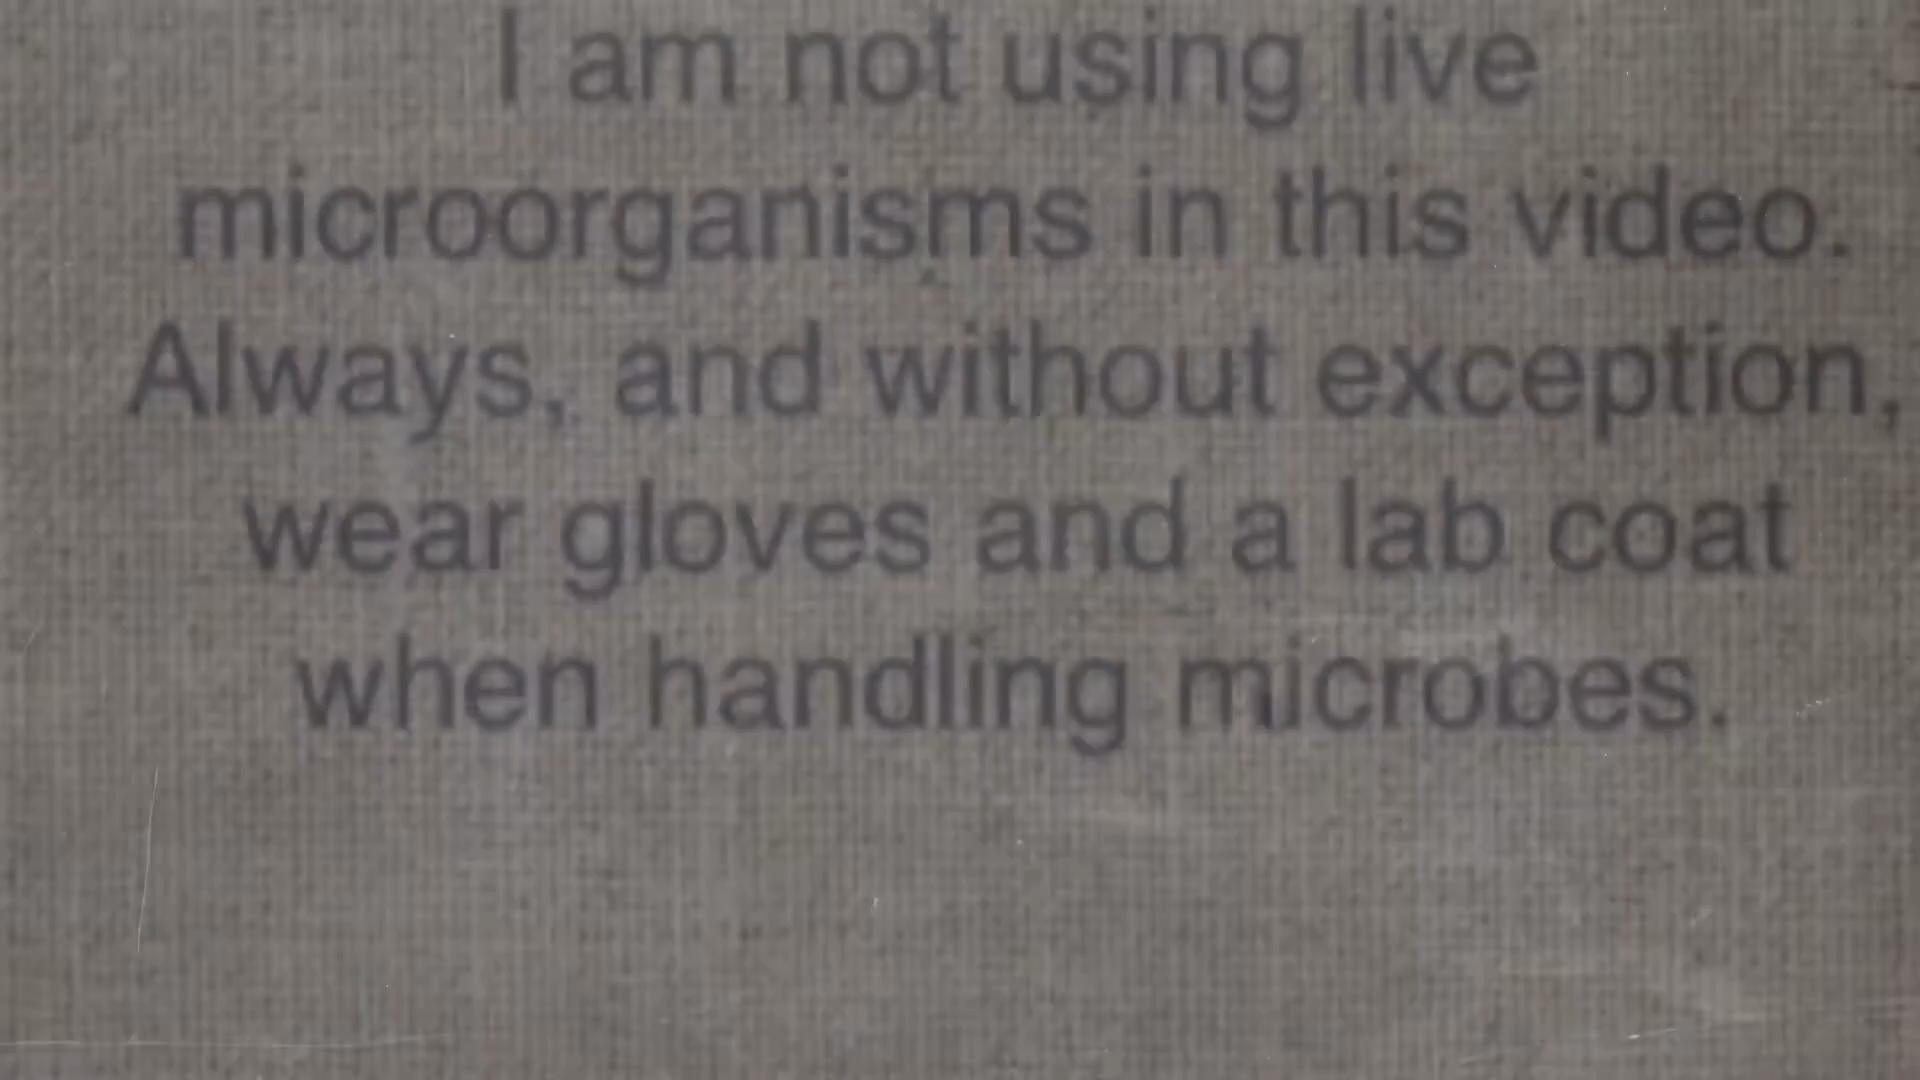 I am not using live
microorganisms in this video.
Always, and without exception,
wear gloves and a lab coat
when handling microbes.